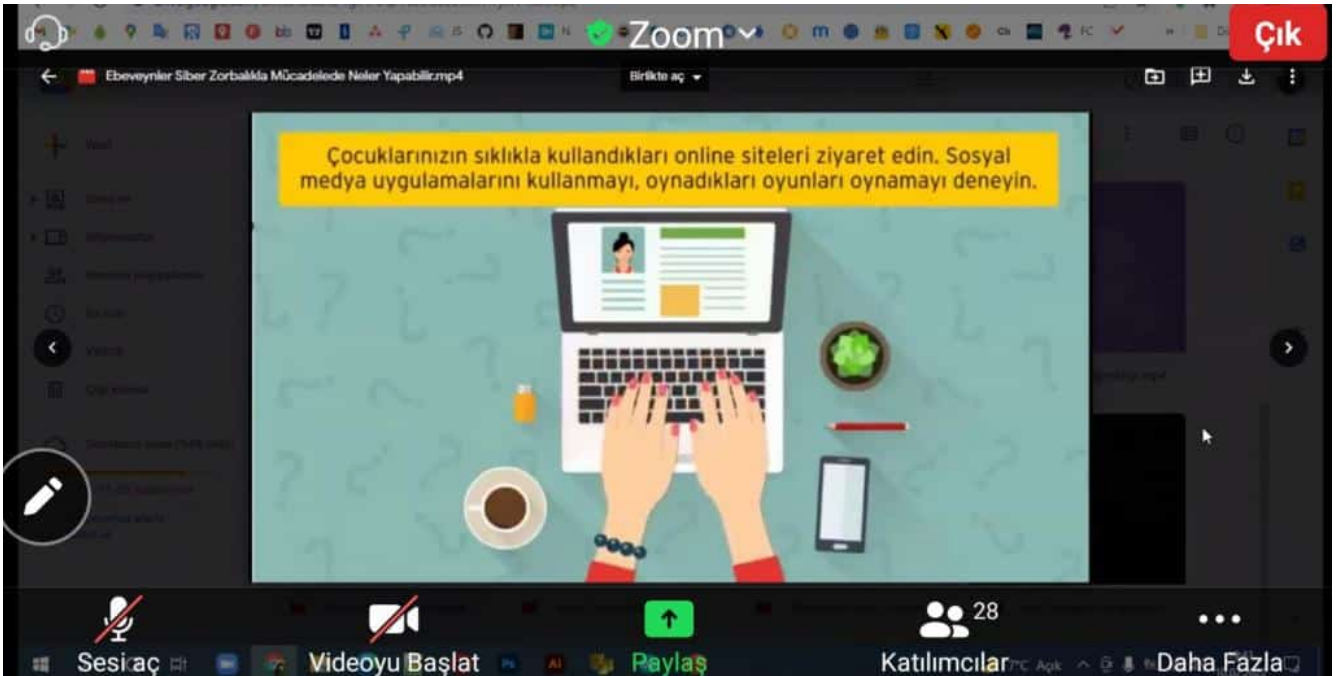 Zoom
Çık
Ebeveynler Siber Zorbalıkla Mücadelede Neler Yapabilir.mp4
Birlikte aç
Çocuklarınızın sıklıkla kullandıkları online siteleri ziyaret edin. Sosyal
medya uygulamalarını kullanmayı, oynadıkları oyunları oynamayı deneyin.
28
Sesi aç
Videoyu Başlat
Paylaş
Katılımcılar
Daha Fazla